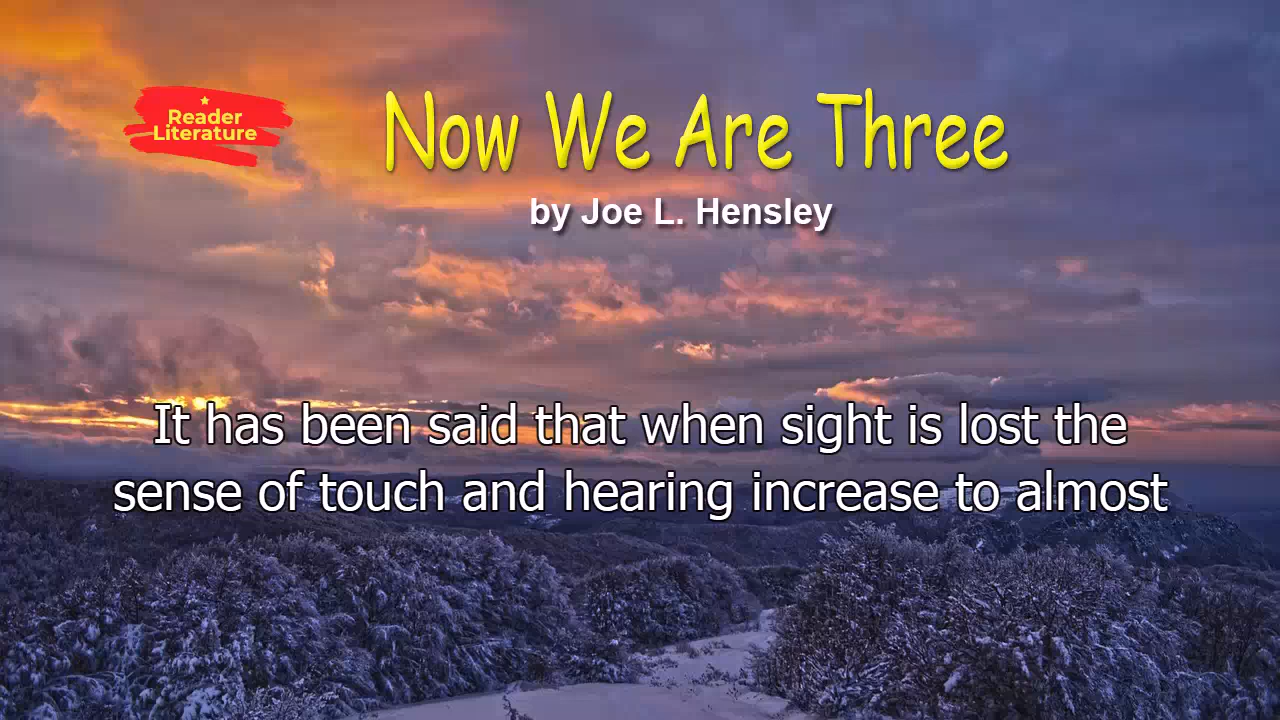 Reader
Literature
Now We Are Three
by Joe L. Hensley
It has been said that when sight is lost the
sense of touch and hearing increase to almost